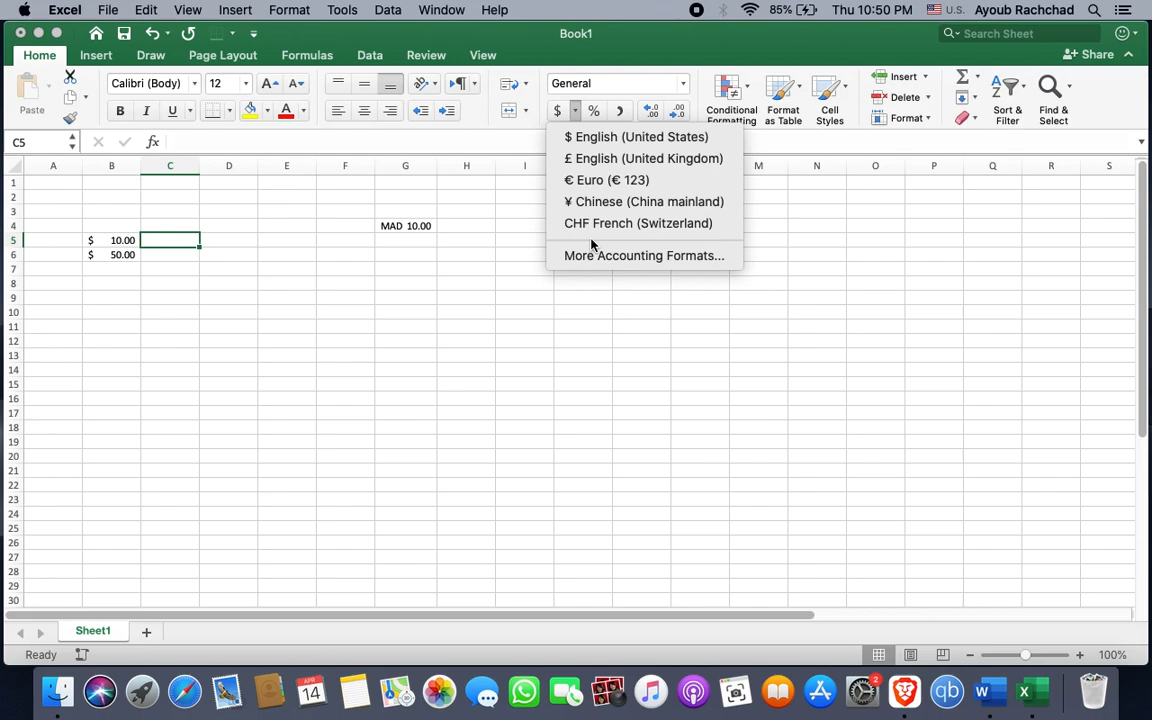 Excel File Edit View Insert Format Tools Data Window Help 85% Thu 10:50 PM U.S. Ayoub Rachchad
Book1 Search Sheet
Home Insert Draw Page Layout Formulas Data Review View Share
Paste Calibri (Body) 12 A A General Insert
B I U A $ % Conditional Formatting Format as Table Cell Styles Delete Format Sort & Filter Find & Select
C5 fx
$ English (United States)
£ English (United Kingdom)
€ Euro (€ 123)
¥ Chinese (China mainland)
CHF French (Switzerland)
More Accounting Formats...
A B C D E F G H I M N O P Q R S
1
2
3
4 MAD 10.00
5 $ 10.00
6 $ 50.00
7
8
9
10
11
12
13
14
15
16
17
18
19
20
21
22
23
24
25
26
27
28
29
30
Sheet1
Ready 100%
APR 14 2 qb W X